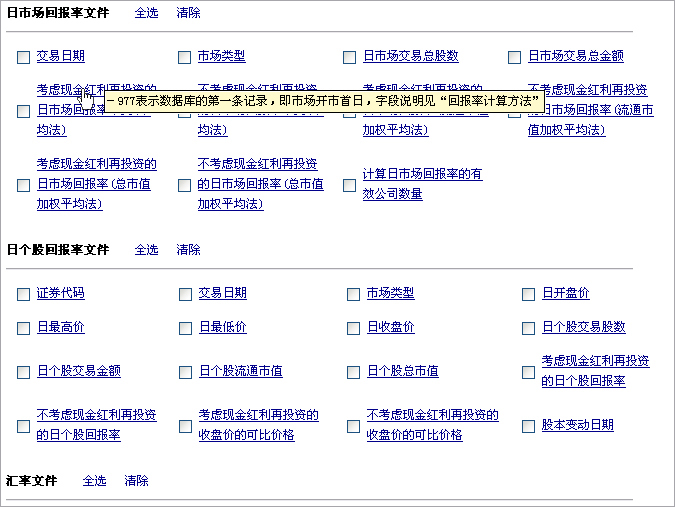 日市场回报率文件 全选 清除
交易日期 市场类型 日市场交易总股数 日市场交易总金额
考虑现金红利再投资的 不考虑现金红利再投资 考虑现金红利再投资的 不考虑现金红利再投资
－977表示数据库的第一条记录，即市场开市首日，字段说明见“回报率计算方法”
日市场回报率 的日市场回报率(流通市
均法) 均法) 加权平均法) 值加权平均法)
考虑现金红利再投资的 不考虑现金红利再投资
日市场回报率(总市值 的日市场回报率(总市值 计算日市场回报率的有
加权平均法) 加权平均法) 效公司数量
日个股回报率文件 全选 清除
证券代码 交易日期 市场类型 日开盘价
日最高价 日最低价 日收盘价 日个股交易股数
日个股交易金额 日个股流通市值 日个股总市值 考虑现金红利再投资
的日个股回报率
不考虑现金红利再投资 考虑现金红利再投资的 不考虑现金红利再投资的 股本变动日期
的日个股回报率 收盘价的可比价格 收盘价的可比价格
汇率文件 全选 清除